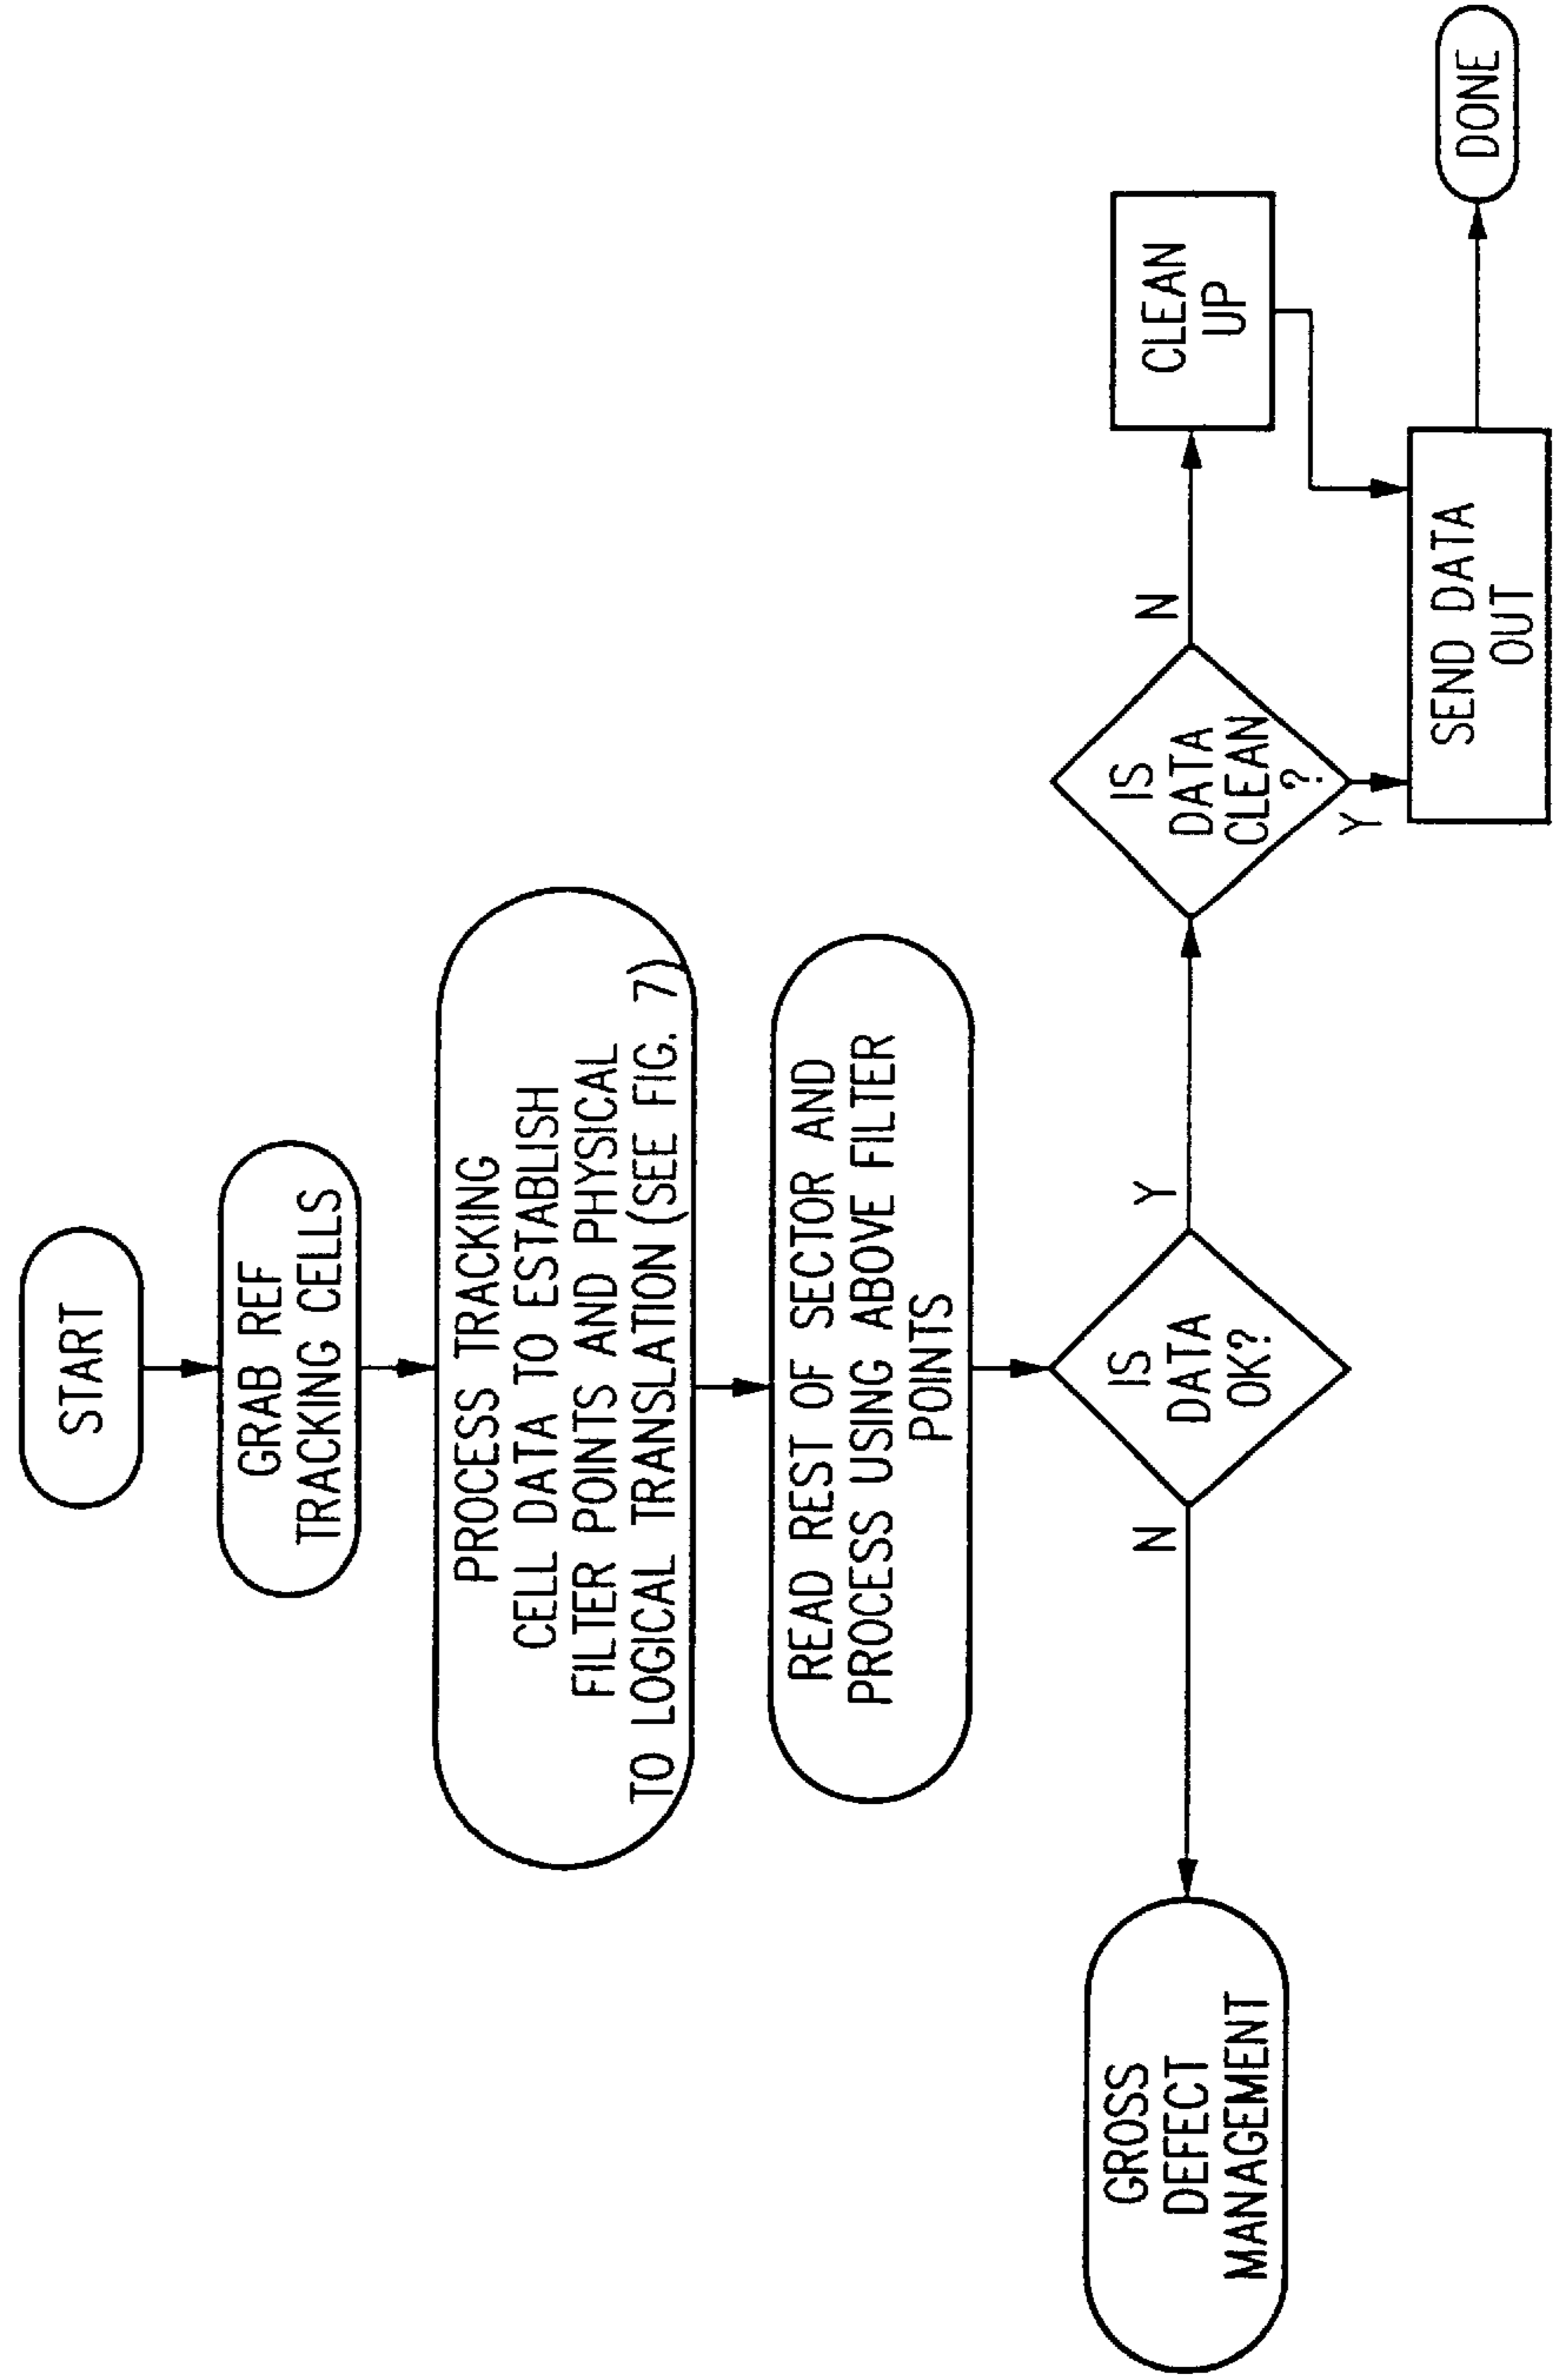 START
GRAB REF
TRACKING CELLS
PROCESS TRACKING
CELL DATA TO ESTABLISH
FILTER POINTS AND PHYSICAL
TO LOGICAL TRANSLATION (SEE FIG. 7)
READ REST OF SECTOR AND
PROCESS USING ABOVE FILTER
POINTS
IS
DATA
OK?
N
Y
GROSS
DEFECT
MANAGEMENT
IS
DATA
CLEAN
?
N
Y
CLEAN
UP
SEND DATA
OUT
DONE